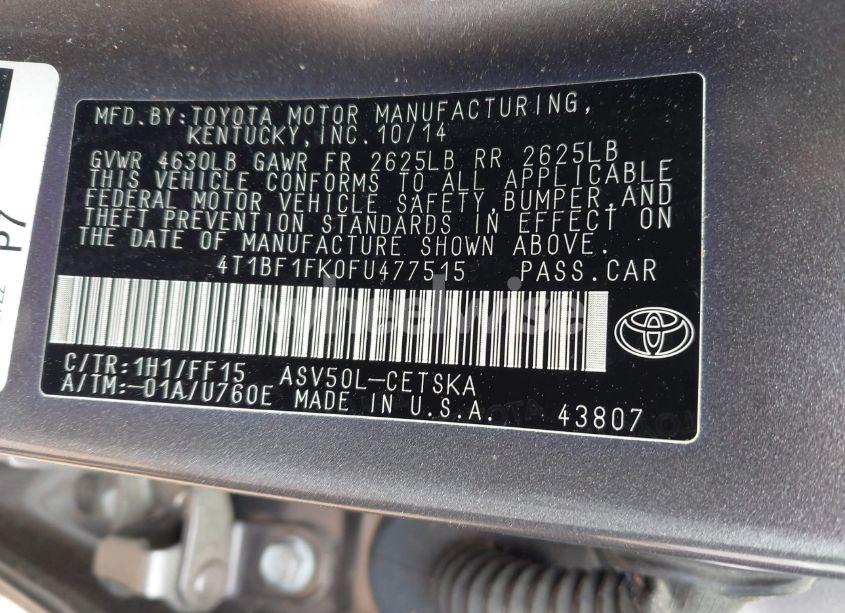 MFD.BY:TOYOTA MOTOR MANUFACTURING,
KENTUCKY,INC.10/14
GVWR 4630LB GAWR FR 2625LB RR 2625LB
THIS VEHICLE CONFORMS TO ALL APPLICABLE
FEDERAL MOTOR VEHICLE SAFETY,BUMPER,AND
THEFT PREVENTION STANDARDS IN EFFECT ON
THE DATE OF MANUFACTURE SHOWN ABOVE.
4T1BF1FK0FU477515 PASS.CAR
wheelwise
C/TR:1H1/FF15 ASV50L-CETSKA
A/TM:-01A/U760E MADE IN U.S.A. 43807
P7